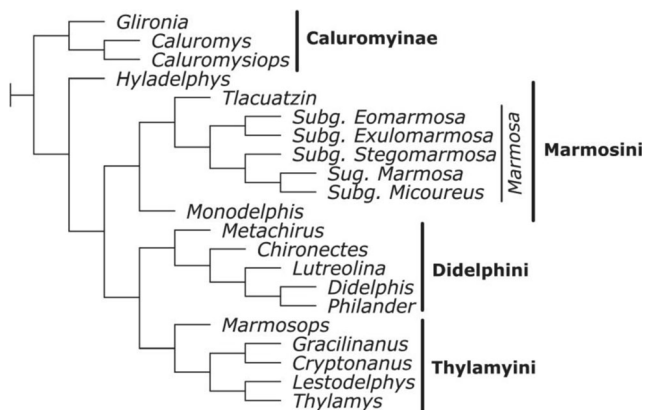 Glironia
Caluromys
Caluromysiops
Caluromyinae
Hyladelphys
Tlacuatzin
Subg. Eomarmosa
Subg. Exulomarmosa
Subg. Stegomarmosa
Sug. Marmosa
Subg. Micoureus
Marmosa
Marmosini
Monodelphis
Metachirus
Chironectes
Lutreolina
Didelphis
Philander
Didelphini
Marmosops
Gracilinanus
Cryptonanus
Lestodelphys
Thylamys
Thylamyini